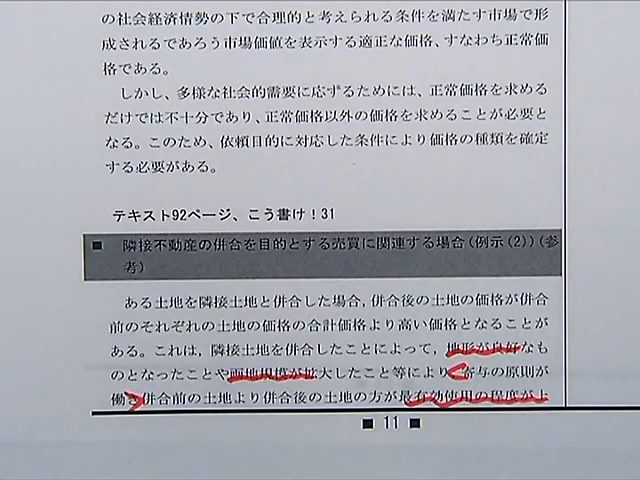 の社会経済情勢の下で合理的と考えられる条件を満たす市場で形
成されるであろう市場価値を表示する適正な価格、すなわち正常価
格である。
しかし、多様な社会的需要に応ずるためには、正常価格を求める
だけでは不十分であり、正常価格以外の価格を求めることが必要と
なる。このため、依頼目的に対応した条件により価格の種類を確定
する必要がある。
テキスト92ページ、こう書け！31
■ 隣接不動産の併合を目的とする売買に関連する場合(例示(2))(参
考)
ある土地を隣接土地と併合した場合，併合後の土地の価格が併合
前のそれぞれの土地の価格の合計価格より高い価格となることが
ある。これは，隣接土地を併合したことによって，地形が良好なも
のとなったことや画地規模が拡大したこと等により、寄与の原則が
働き、併合前の土地より併合後の土地の方が最有効使用の程度が上
■ 11 ■